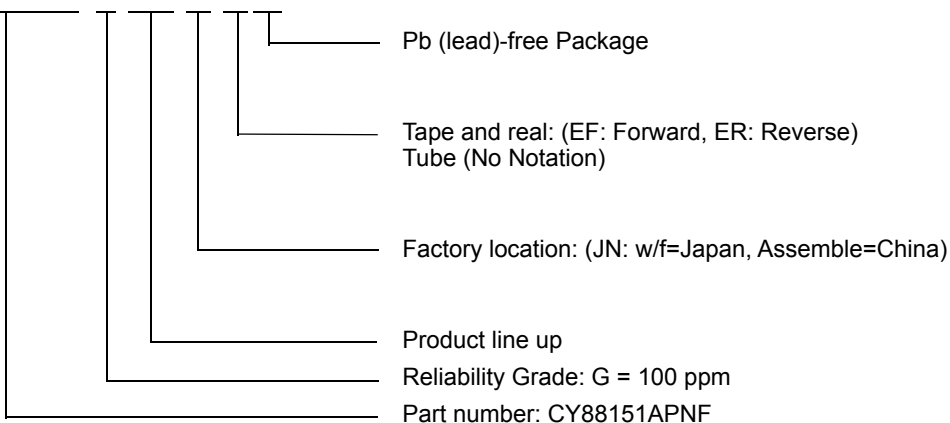 Pb (lead)-free Package
Tape and real: (EF: Forward, ER: Reverse)
Tube (No Notation)
Factory location: (JN: w/f=Japan, Assemble=China)
Product line up
Reliability Grade: G = 100 ppm
Part number: CY88151APNF